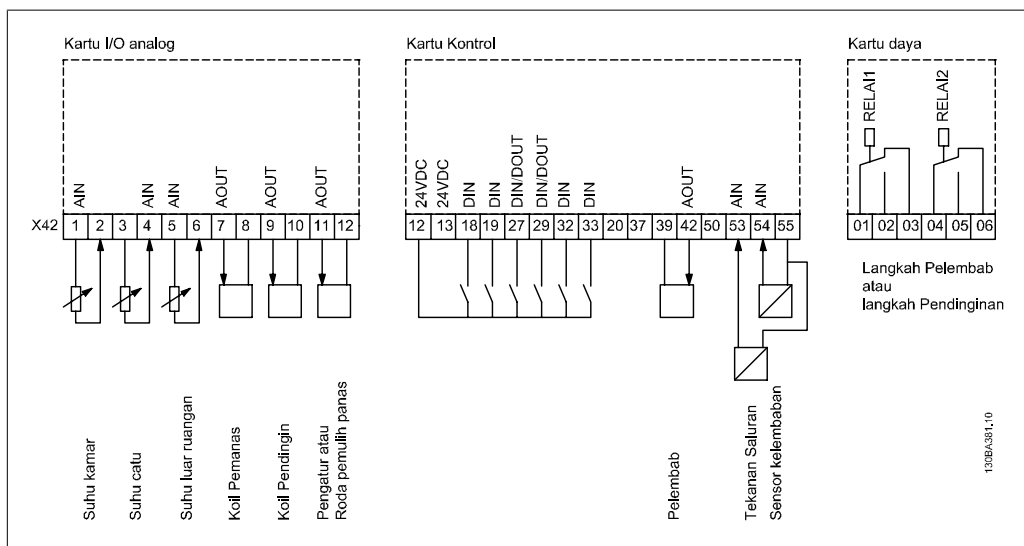 Kartu I/O analog
Kartu Kontrol
Kartu daya
AIN
AIN
AIN
AOUT
AOUT
AOUT
24VDC
24VDC
DIN
DIN
DIN/DOUT
DIN/DOUT
DIN
DIN
AOUT
AIN
AIN
RELAI1
RELAI2
X42 1 2 3 4 5 6 7 8 9 10 11 12
12 13 18 19 27 29 32 33 20 37 39 42 50 53 54 55
01 02 03 04 05 06
Langkah Pelembab
atau
langkah Pendinginan
Suhu kamar
Suhu catu
Suhu luar ruangan
Koil Pemanas
Koil Pendingin
Pengatur atau
Roda pemulih panas
Pelembab
Tekanan Saluran
Sensor kelembaban
130BA381.10